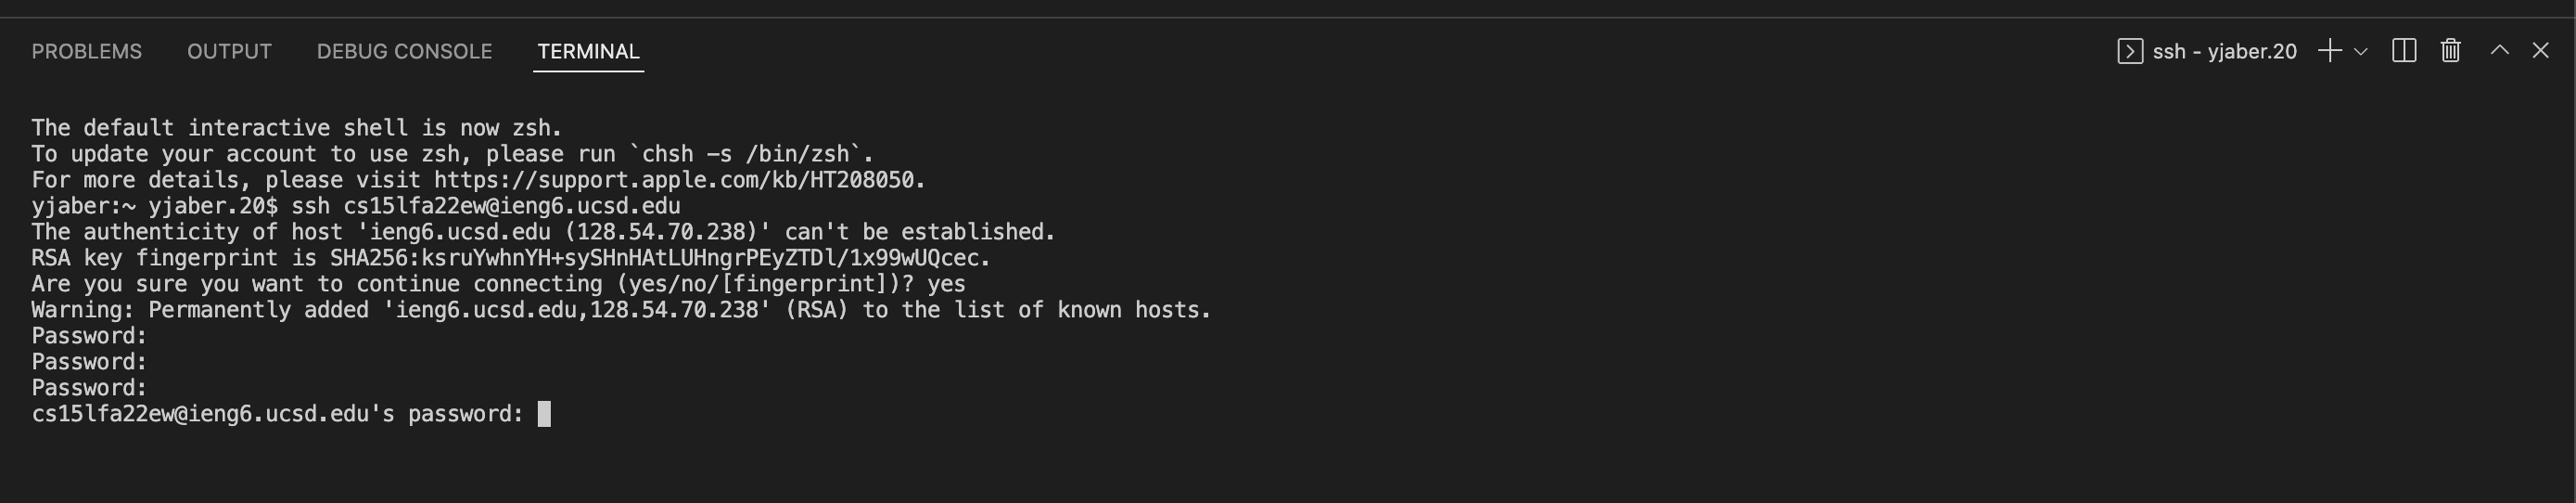 PROBLEMS OUTPUT DEBUG CONSOLE TERMINAL ssh - yjaber.20
The default interactive shell is now zsh.
To update your account to use zsh, please run `chsh -s /bin/zsh`.
For more details, please visit https://support.apple.com/kb/HT208050.
yjaber:~ yjaber.20$ ssh cs15lfa22ew@ieng6.ucsd.edu
The authenticity of host 'ieng6.ucsd.edu (128.54.70.238)' can't be established.
RSA key fingerprint is SHA256:ksruYwhnYH+sySHnHAtLUHngrPEyZTDl/1x99wUQcec.
Are you sure you want to continue connecting (yes/no/[fingerprint])? yes
Warning: Permanently added 'ieng6.ucsd.edu,128.54.70.238' (RSA) to the list of known hosts.
Password:
Password:
Password:
cs15lfa22ew@ieng6.ucsd.edu's password: